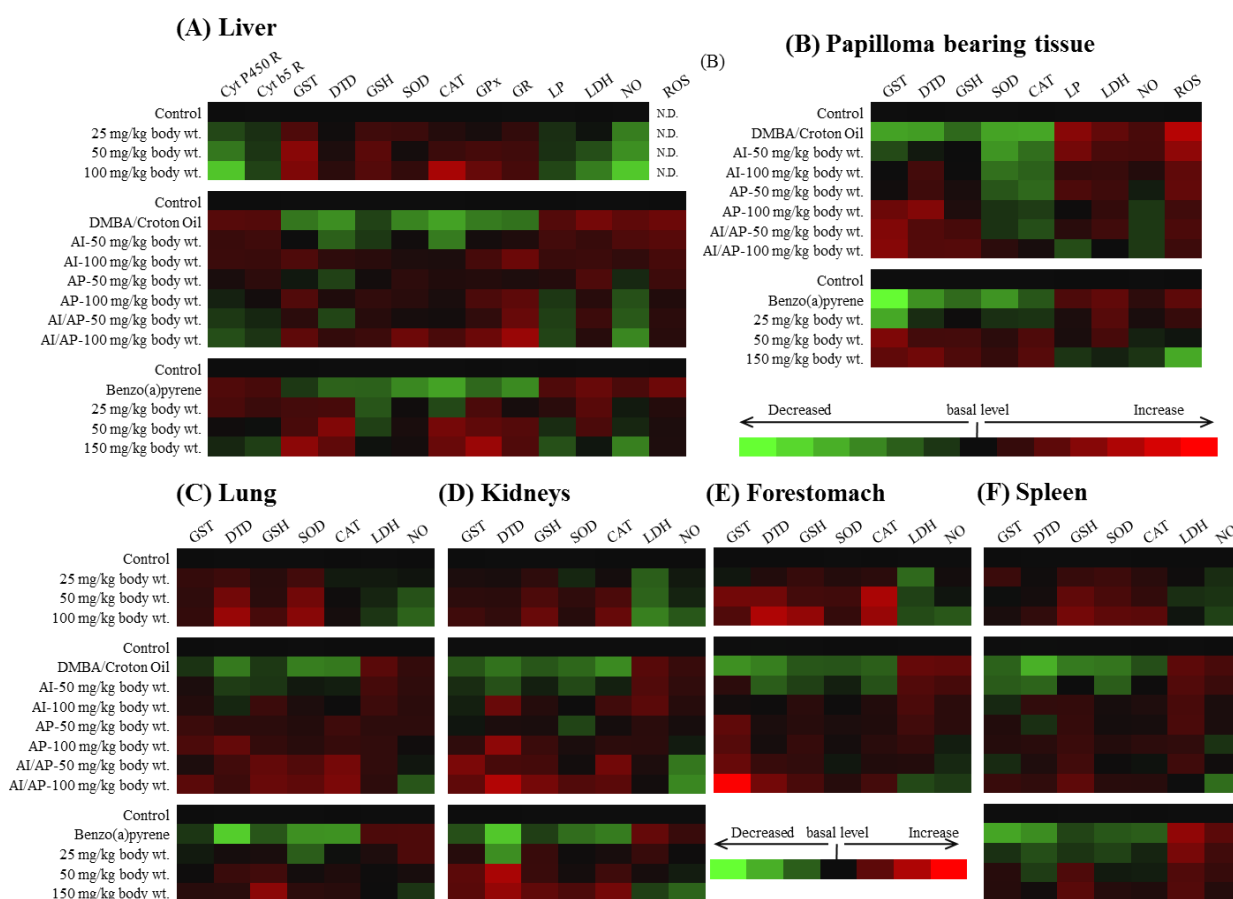 (A) Liver
Cyt P450 R Cyt b5 R GST DTD GSH SOD CAT GPx GR LP LDH NO ROS
Control N.D.
25 mg/kg body wt. N.D.
50 mg/kg body wt. N.D.
100 mg/kg body wt. N.D.
Control
DMBA/Croton Oil
AI-50 mg/kg body wt.
AI-100 mg/kg body wt.
AP-50 mg/kg body wt.
AP-100 mg/kg body wt.
AI/AP-50 mg/kg body wt.
AI/AP-100 mg/kg body wt.
Control
Benzo(a)pyrene
25 mg/kg body wt.
50 mg/kg body wt.
150 mg/kg body wt.
(B)
(B) Papilloma bearing tissue
GST DTD GSH SOD CAT LP LDH NO ROS
Control
DMBA/Croton Oil
AI-50 mg/kg body wt.
AI-100 mg/kg body wt.
AP-50 mg/kg body wt.
AP-100 mg/kg body wt.
AI/AP-50 mg/kg body wt.
AI/AP-100 mg/kg body wt.
Control
Benzo(a)pyrene
25 mg/kg body wt.
50 mg/kg body wt.
150 mg/kg body wt.
Decreased basal level Increase
(C) Lung (D) Kidneys (E) Forestomach (F) Spleen
GST DTD GSH SOD CAT LDH NO GST DTD GSH SOD CAT LDH NO GST DTD GSH SOD CAT LDH NO GST DTD GSH SOD CAT LDH NO
Control
25 mg/kg body wt.
50 mg/kg body wt.
100 mg/kg body wt.
Control
DMBA/Croton Oil
AI-50 mg/kg body wt.
AI-100 mg/kg body wt.
AP-50 mg/kg body wt.
AP-100 mg/kg body wt.
AI/AP-50 mg/kg body wt.
AI/AP-100 mg/kg body wt.
Control
Benzo(a)pyrene
25 mg/kg body wt.
50 mg/kg body wt.
150 mg/kg body wt.
Decreased basal level Increase